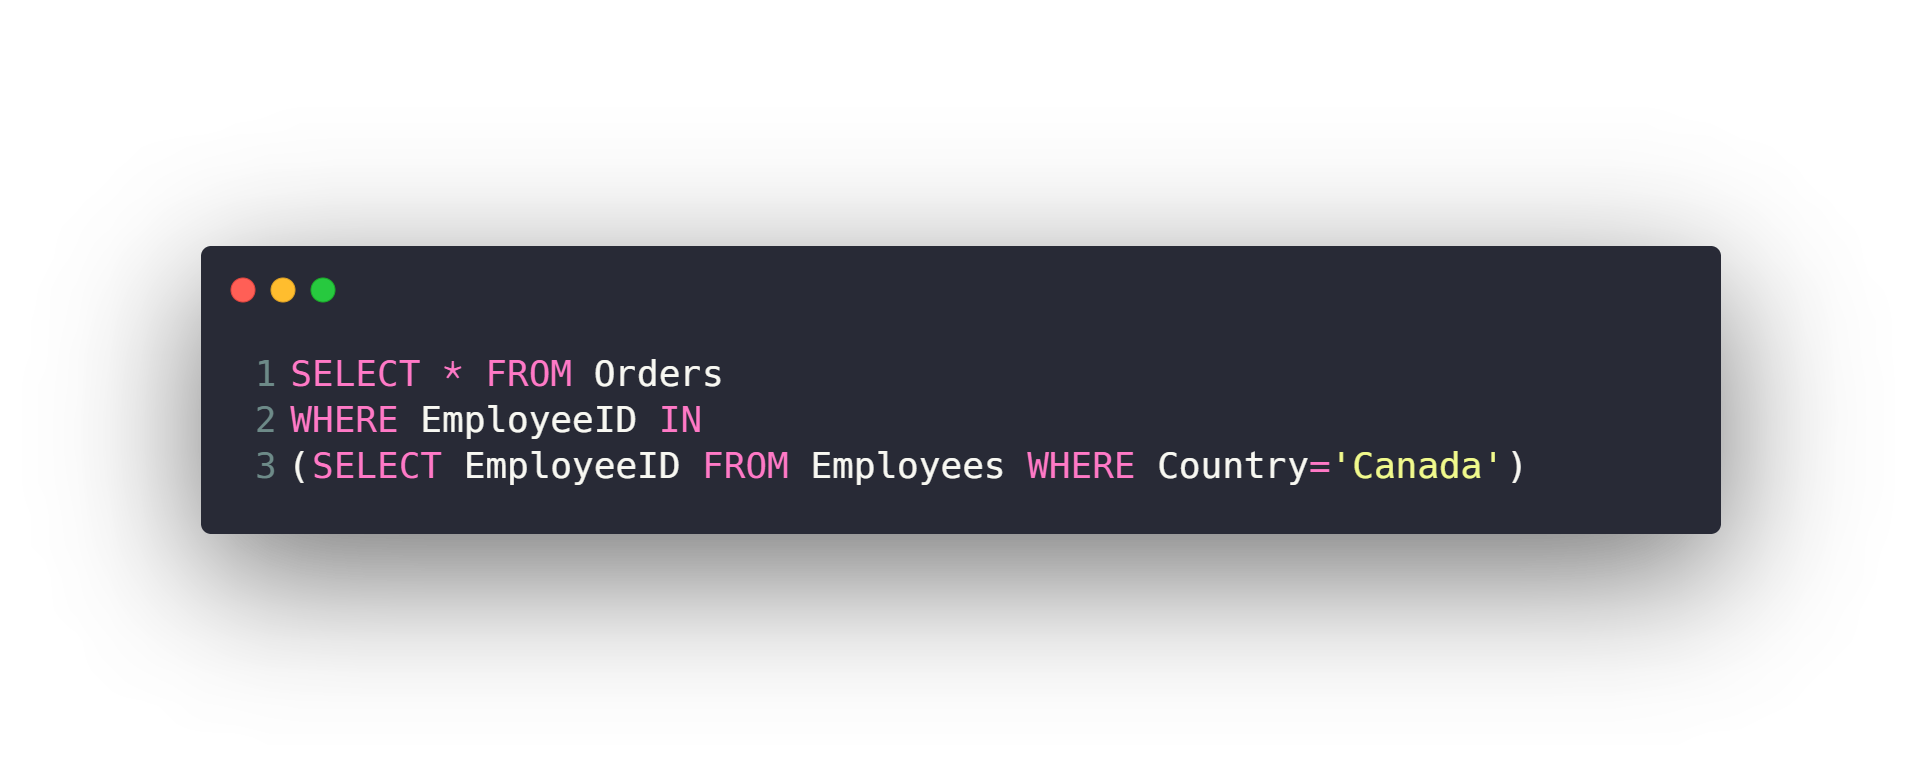 1 SELECT * FROM Orders
2 WHERE EmployeeID IN
3 (SELECT EmployeeID FROM Employees WHERE Country='Canada')